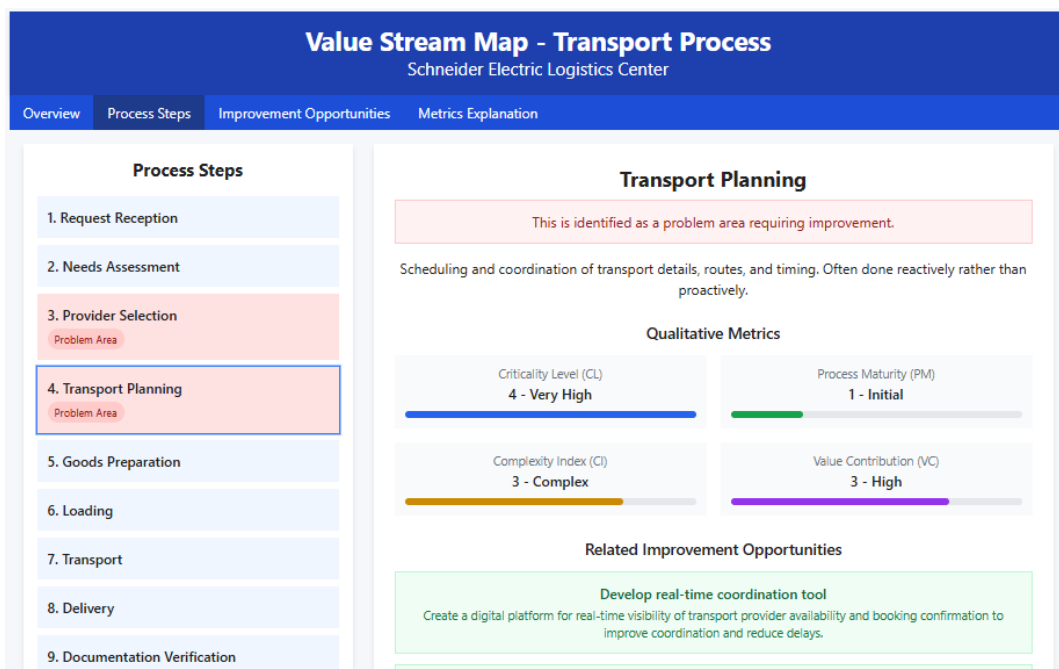 Value Stream Map - Transport Process
Schneider Electric Logistics Center
Overview
Process Steps
Improvement Opportunities
Metrics Explanation
Process Steps
1. Request Reception
2. Needs Assessment
3. Provider Selection
Problem Area
4. Transport Planning
Problem Area
5. Goods Preparation
6. Loading
7. Transport
8. Delivery
9. Documentation Verification
Transport Planning
This is identified as a problem area requiring improvement.
Scheduling and coordination of transport details, routes, and timing. Often done reactively rather than
proactively.
Qualitative Metrics
Criticality Level (CL)
4 - Very High
Process Maturity (PM)
1 - Initial
Complexity Index (CI)
3 - Complex
Value Contribution (VC)
3 - High
Related Improvement Opportunities
Develop real-time coordination tool
Create a digital platform for real-time visibility of transport provider availability and booking confirmation to
improve coordination and reduce delays.